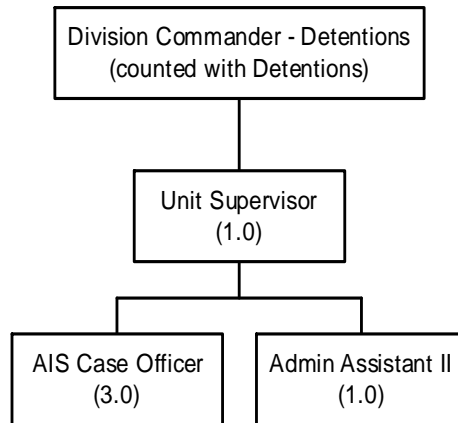 Division Commander - Detentions
(counted with Detentions)
Unit Supervisor
(1.0)
AIS Case Officer
(3.0)
Admin Assistant II
(1.0)